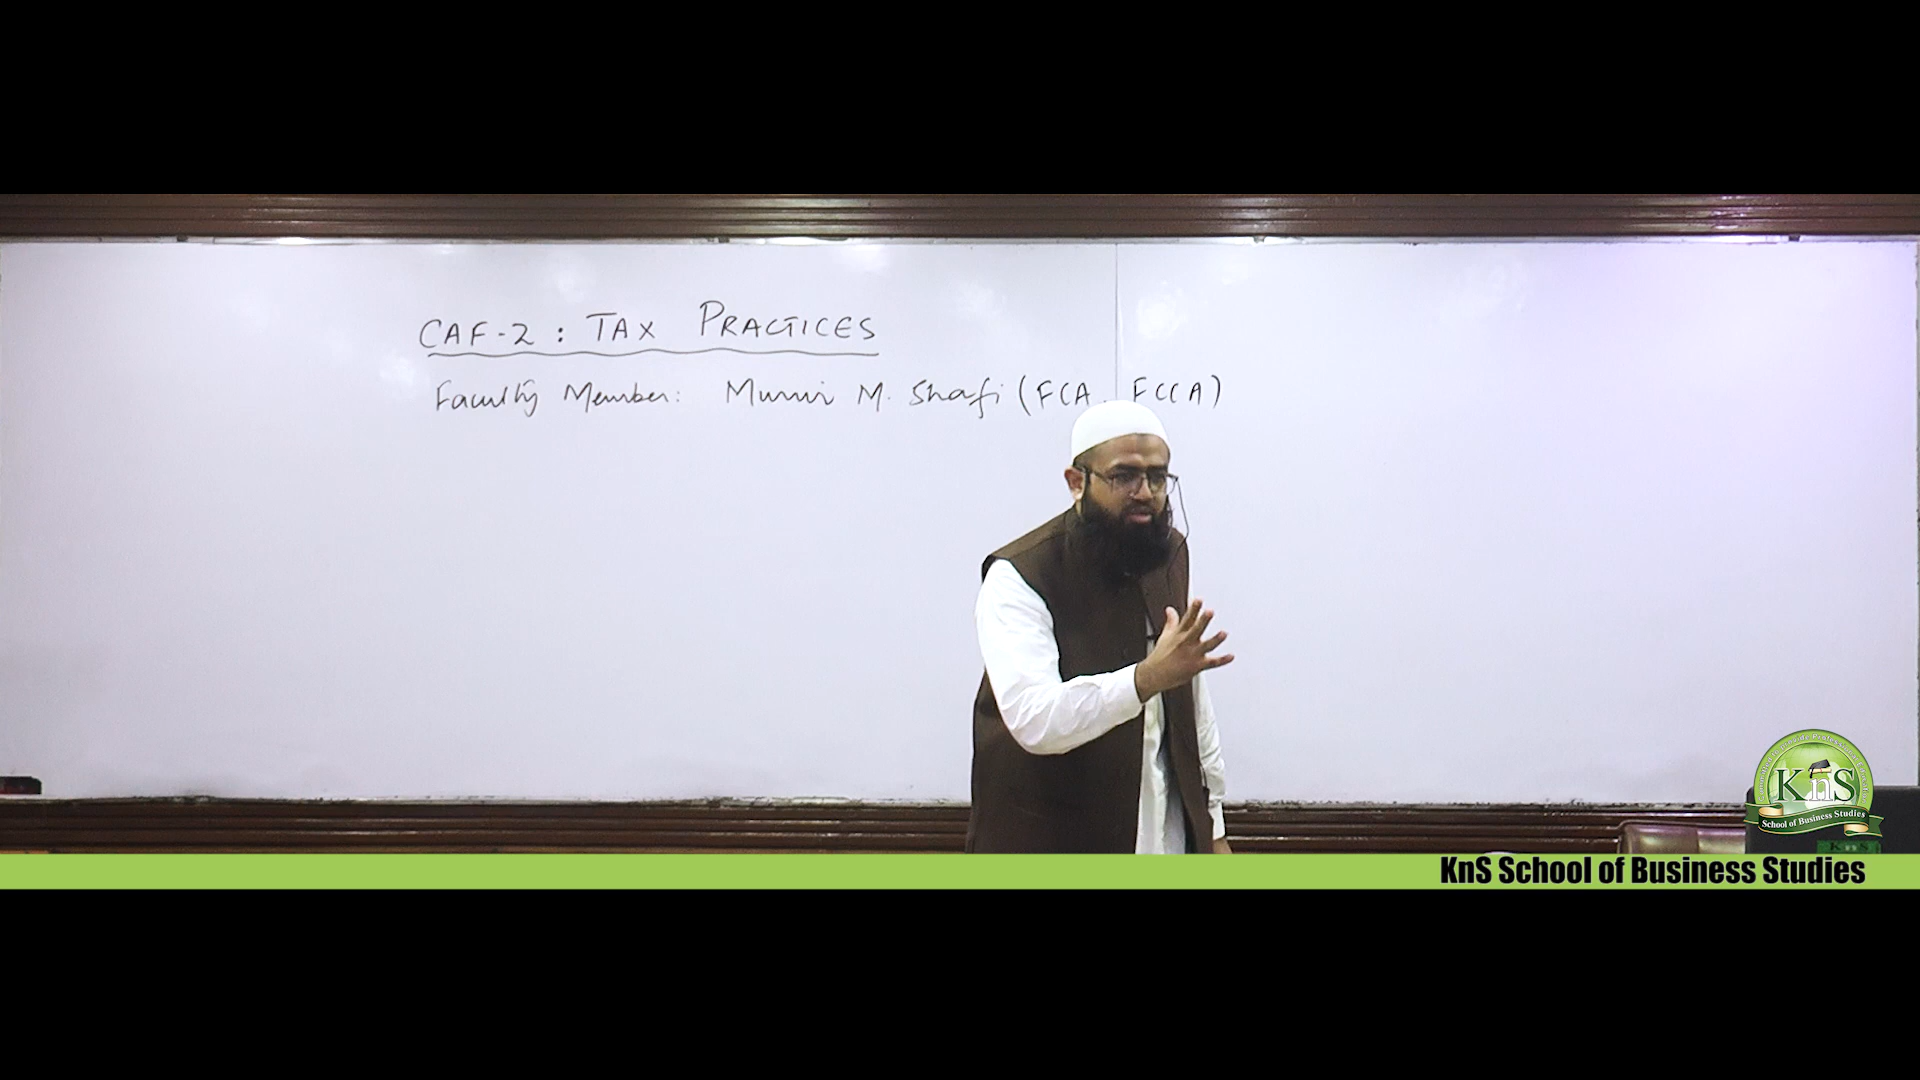 CAF-2 : TAX PRACTICES
Faculty Member: Munir M. Shafi (FCA, FCCA)
KnS
School of Business Studies
KnS
KnS School of Business Studies